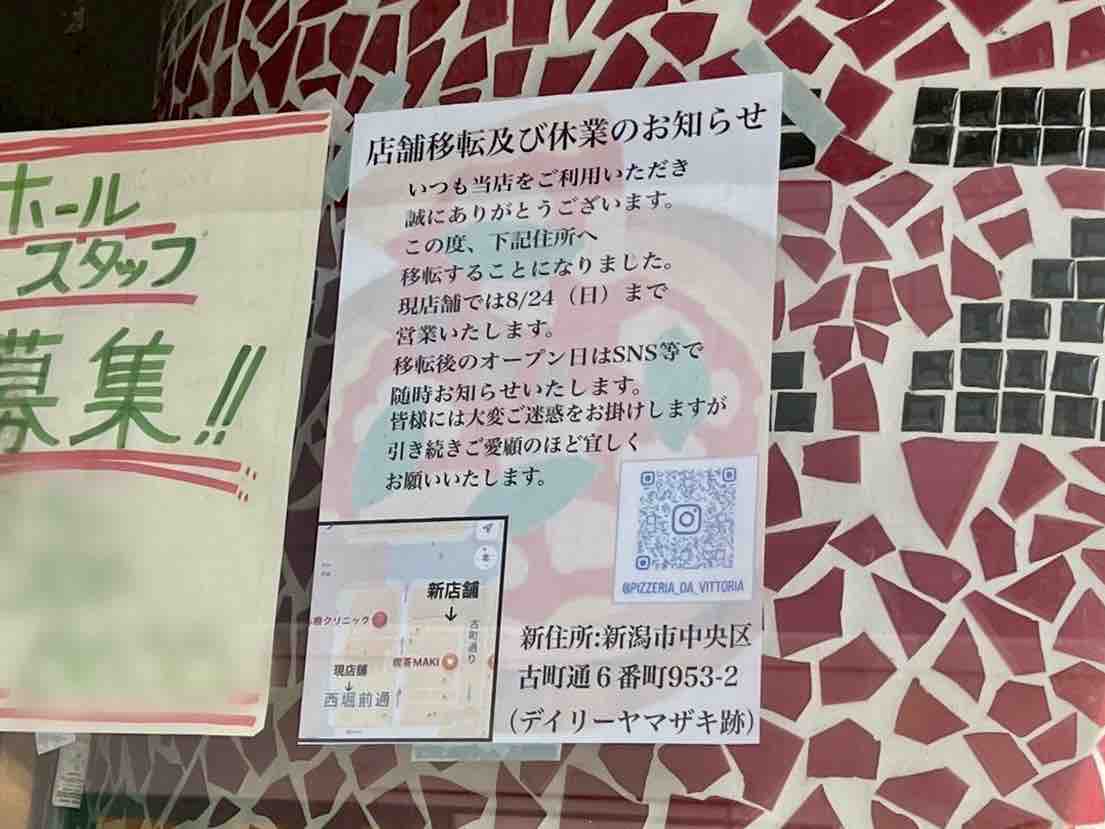 ホール
スタッフ
募集!!
店舗移転及び休業のお知らせ
いつも当店をご利用いただき
誠にありがとうございます。
この度、下記住所へ
移転することになりました。
現店舗では8/24（日）まで
営業いたします。
移転後のオープン日はSNS等で
随時お知らせいたします。
皆様には大変ご迷惑をお掛けしますが
引き続きご愛顧のほど宜しく
お願いいたします。
@PIZZERIA_DA_VITTORIA
新店舗
↓
クリニック
古町通り
喫茶MAKI
現店舗
↓
西堀前通
新住所:新潟市中央区
古町通６番町953-2
（デイリーヤマザキ跡）